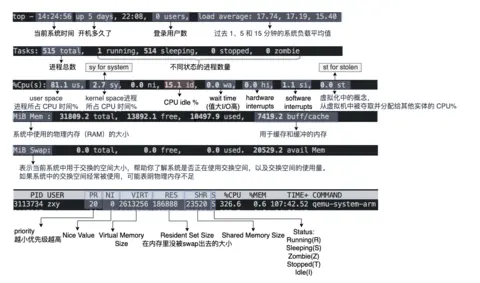 top - 14:24:56 up 5 days, 22:08, 0 users, load average: 17.74, 17.19, 15.40
当前系统时间 开机多久了 登录用户数 过去 1、5 和 15 分钟的系统负载平均值
Tasks: 515 total, 1 running, 514 sleeping, 0 stopped, 0 zombie
进程总数 sy for system 不同状态的进程数量 st for stolen
%Cpu(s): 81.1 us, 2.7 sy, 0.0 ni, 15.1 id, 0.0 wa, 0.0 hi, 1.1 si, 0.0 st
user space 进程所占 CPU 时间%
kernel space进程 所占 CPU 时间%
CPU idle %
wait time (值大I/O高)
hardware interrupts
software interrupts
虚拟化中的概念,
从虚拟机中被夺取并分配给其他实体的 CPU%
MiB Mem : 31809.2 total, 13892.1 free, 10497.9 used, 7419.2 buff/cache
系统中使用的物理内存（RAM）的大小 用于缓存和缓冲的内存
MiB Swap: 0.0 total, 0.0 free, 0.0 used. 20529.2 avail Mem
表示当前系统中用于交换的空间大小，帮助你了解系统是否正在使用交换空间，以及交换空间的使用量。
如果系统中的交换空间经常被使用，可能表明物理内存不足
PID USER PR NI VIRT RES SHR S %CPU %MEM TIME+ COMMAND
3113734 zxy 20 0 2613256 186888 23520 S 326.6 0.6 107:42.52 qemu-system-arm
priority
越小优先级越高
Nice Value
Virtual Memory Size
Resident Set Size
在内存里没被swap出去的大小
Shared Memory Size
Status:
Running(R)
Sleeping(S)
Zombie(Z)
Stopped(T)
Idle(I)